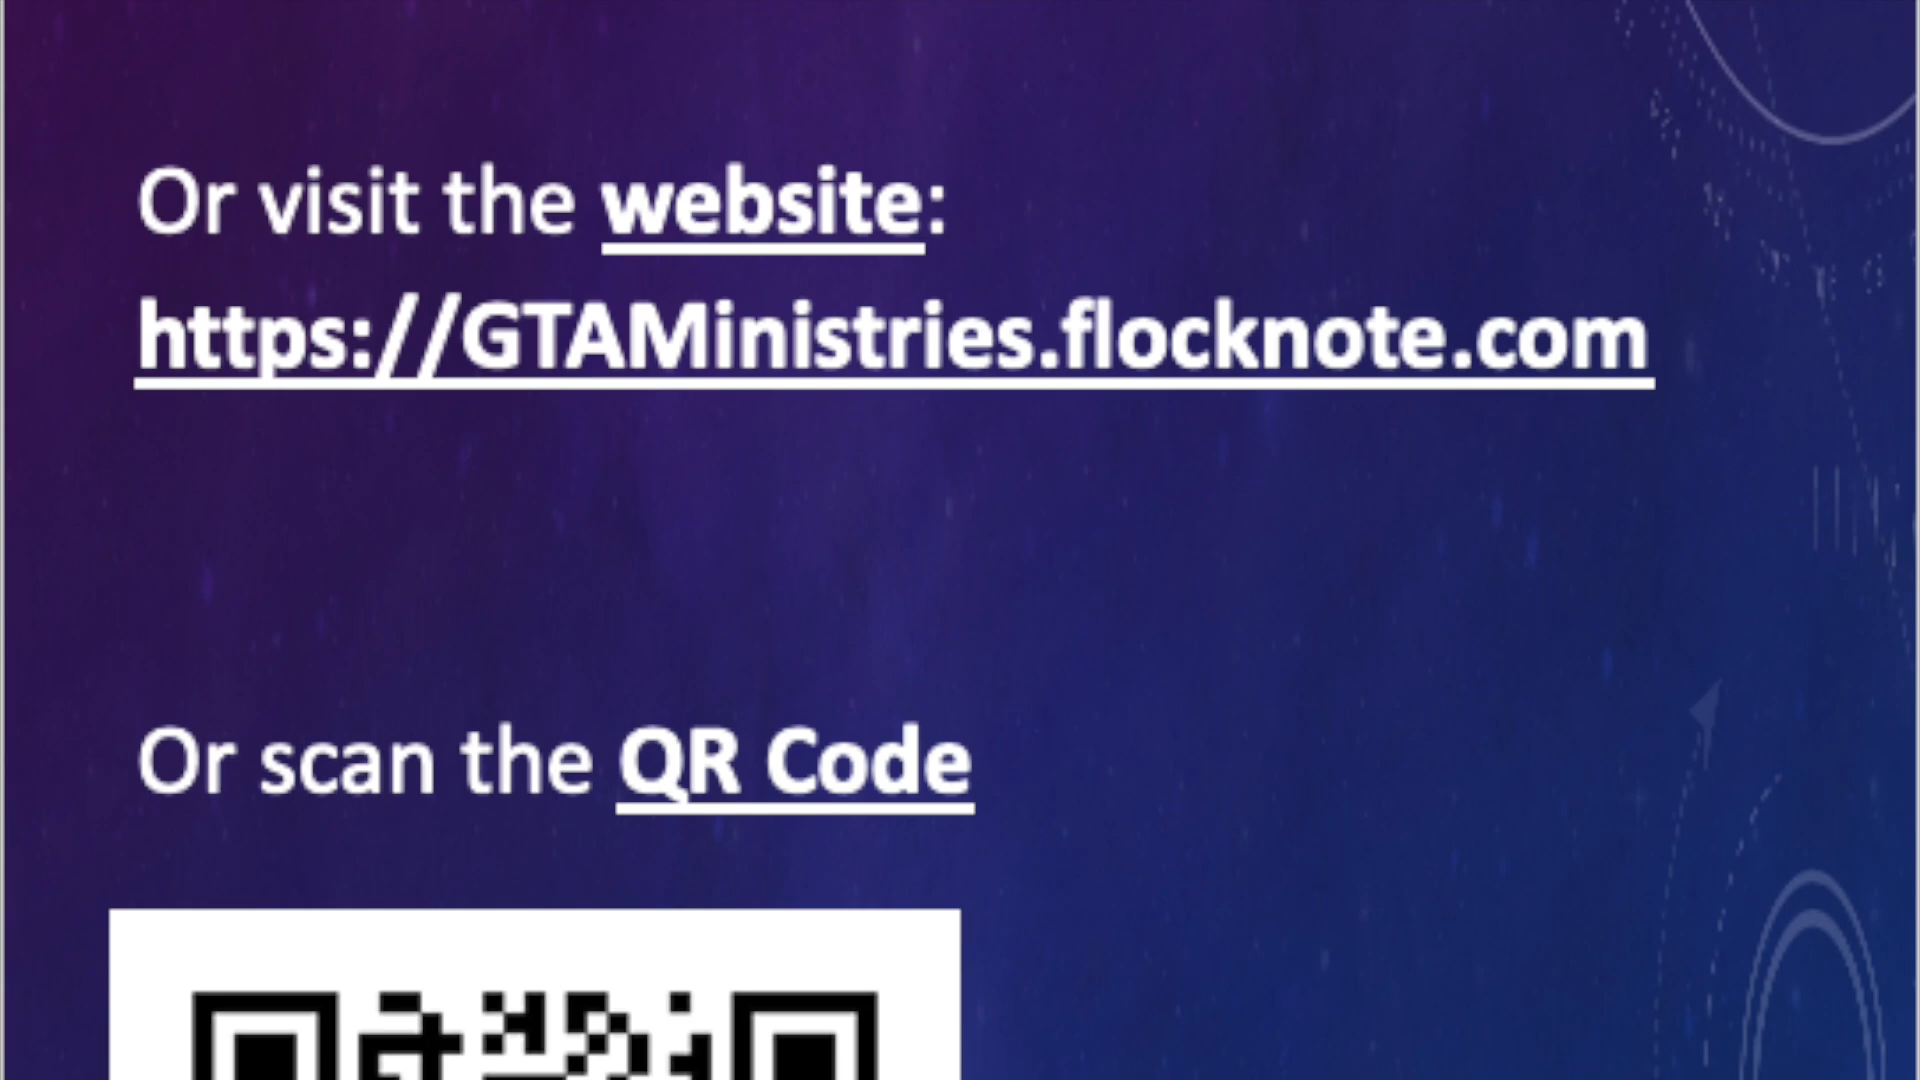 Or visit the website:
https://GTAMinistries.flocknote.com
Or scan the QR Code